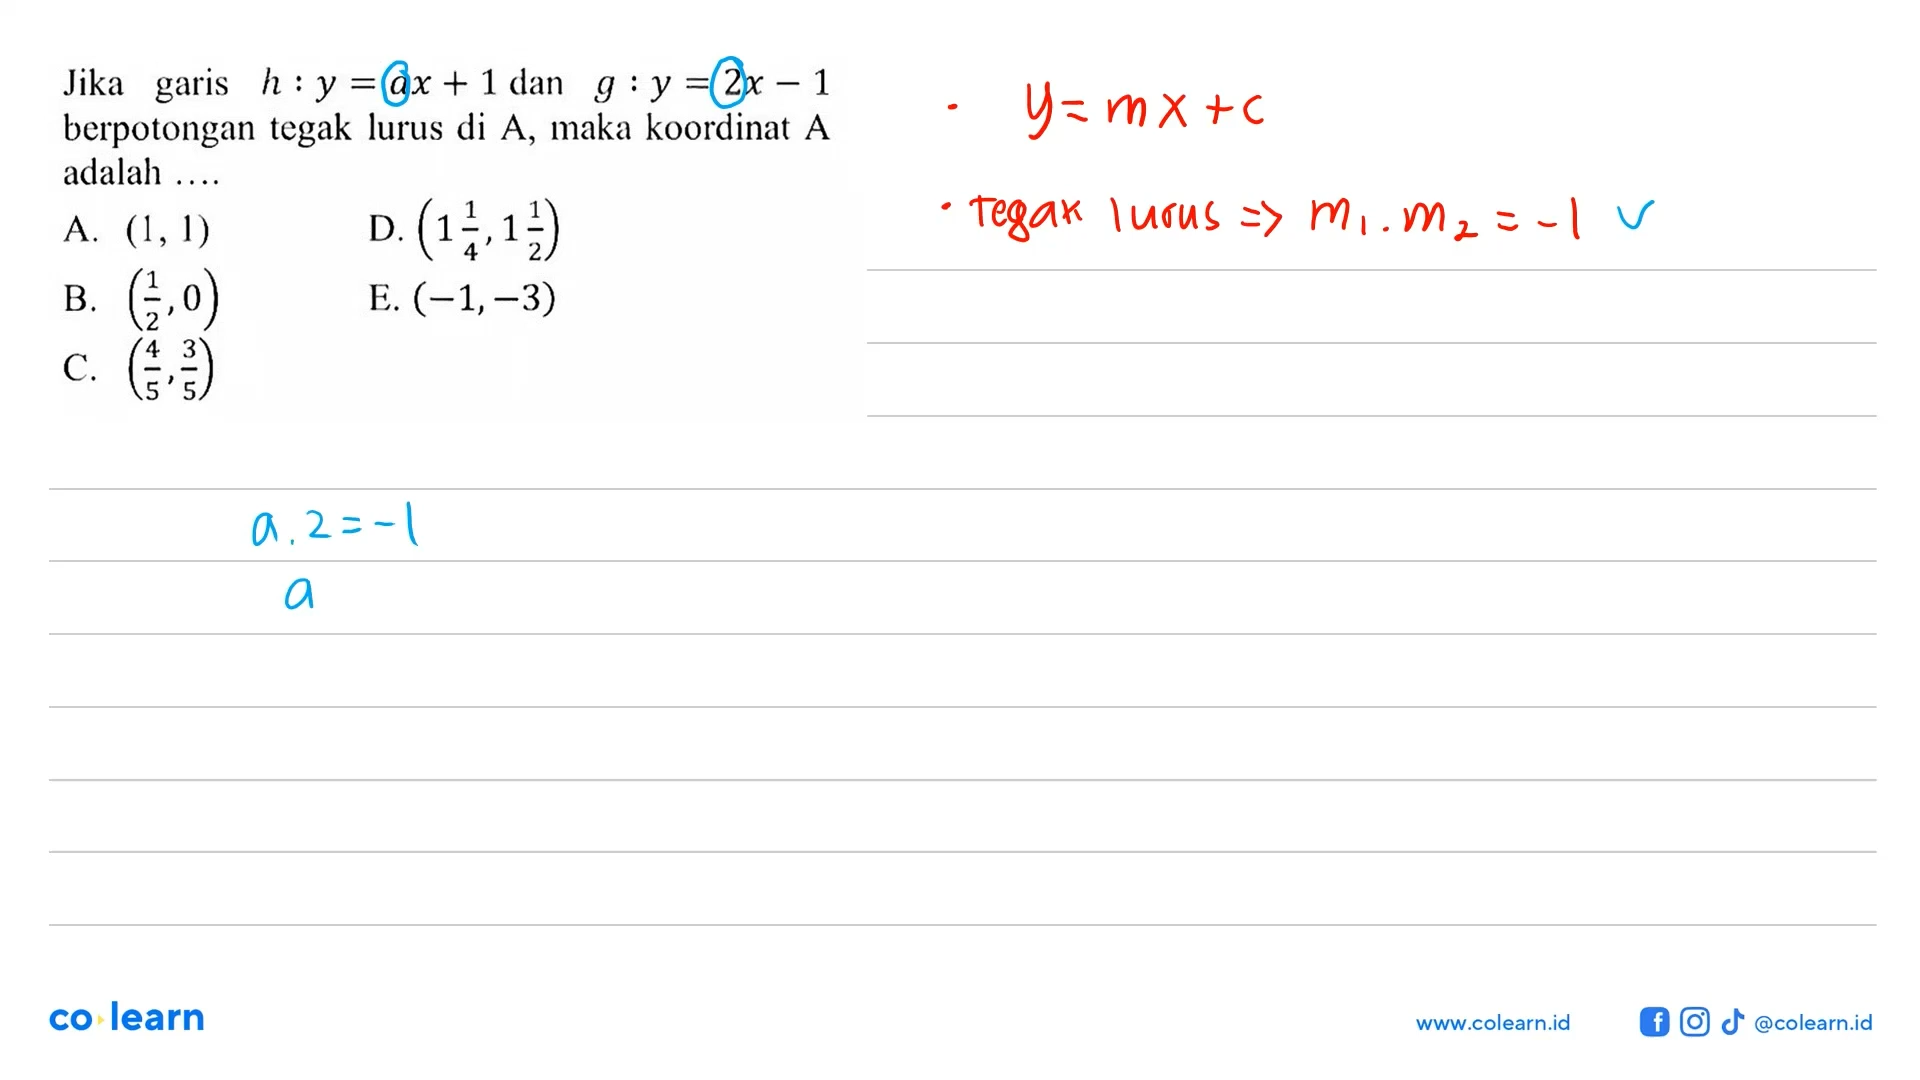 Jika garis h : y = ax + 1 dan g : y = 2x − 1
berpotongan tegak lurus di A, maka koordinat A
adalah ....
A. (1, 1)
D. (1 1/4, 1 1/2)
B. (1/2, 0)
E. (−1, −3)
C. (4/5, 3/5)
• y = mx + c
• Tegak lurus => m₁ . m₂ = -1 ✓
a . 2 = -1
a
co learn
www.colearn.id
@colearn.id